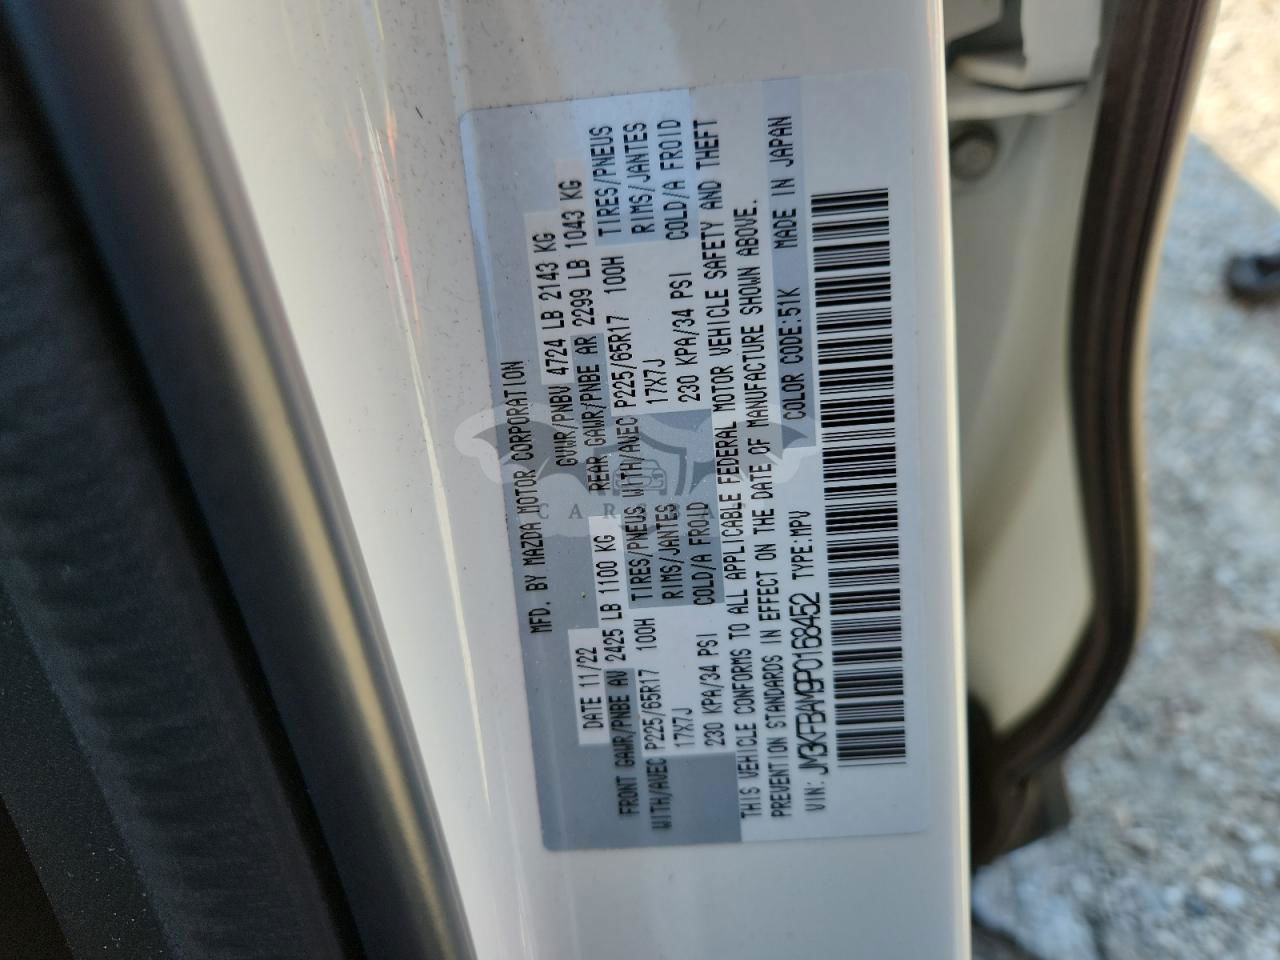 MFD. BY MAZDA MOTOR CORPORATION
DATE 11/22 GVWR/PNBV 4724 LB 2143 KG
FRONT GAWR/PNBE AV 2425 LB 1100 KG REAR GAWR/PNBE AR 2299 LB 1043 KG
WITH/AVEC P225/65R17 100H TIRES/PNEUS WITH/AVEC P225/65R17 100H TIRES/PNEUS
17X7J RIMS/JANTES 17X7J RIMS/JANTES
230 KPA/34 PSI COLD/A FROID 230 KPA/34 PSI COLD/A FROID
THIS VEHICLE CONFORMS TO ALL APPLICABLE FEDERAL MOTOR VEHICLE SAFETY AND THEFT
PREVENTION STANDARDS IN EFFECT ON THE DATE OF MANUFACTURE SHOWN ABOVE.
VIN: JM3KFBAM9P0168452 TYPE:MPV COLOR CODE:51K MADE IN JAPAN